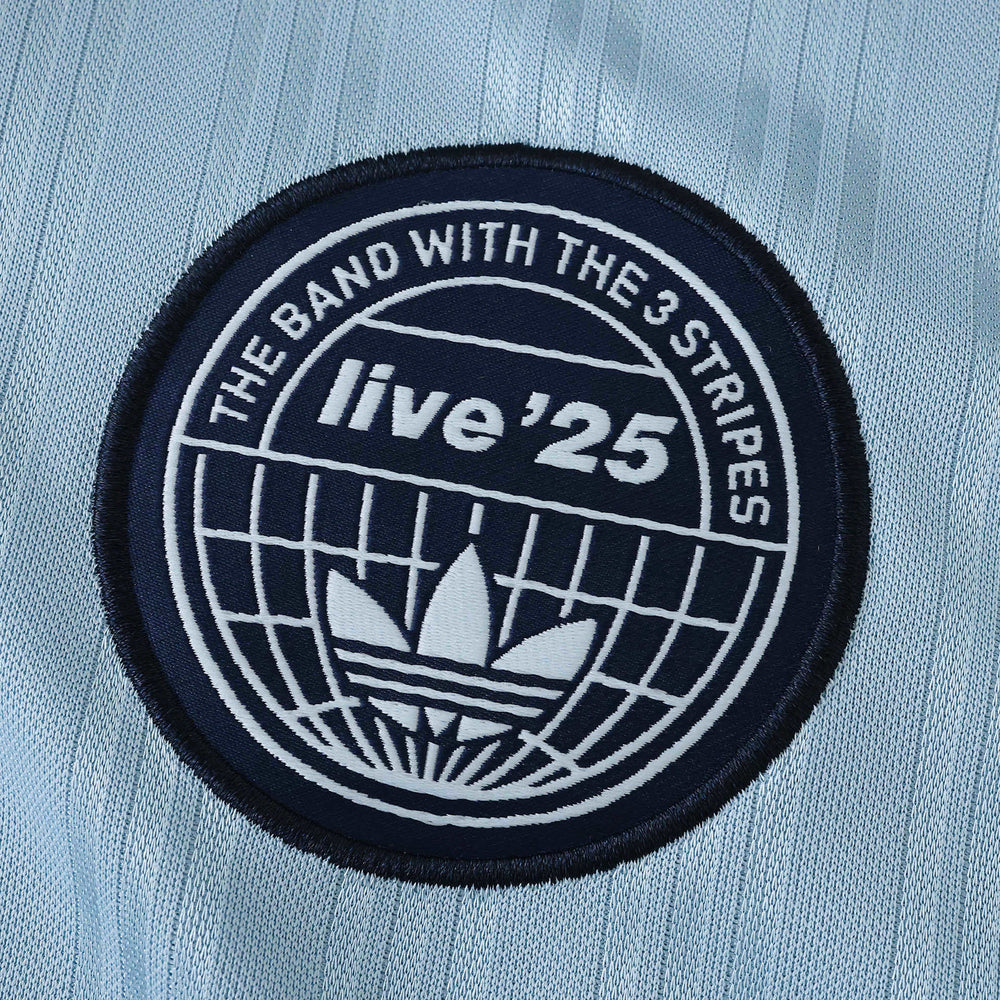 THE BAND WITH THE 3 STRIPES
live '25